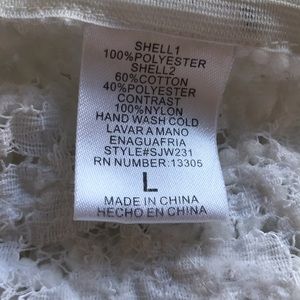 SHELL1
100%POLYESTER
SHELL2
60%COTTON
40%POLYESTER
CONTRAST
100%NYLON
HAND WASH COLD
LAVAR A MANO
ENAGUAFRIA
STYLE#SJW231
RN NUMBER:13305
L
MADE IN CHINA
HECHO EN CHINA